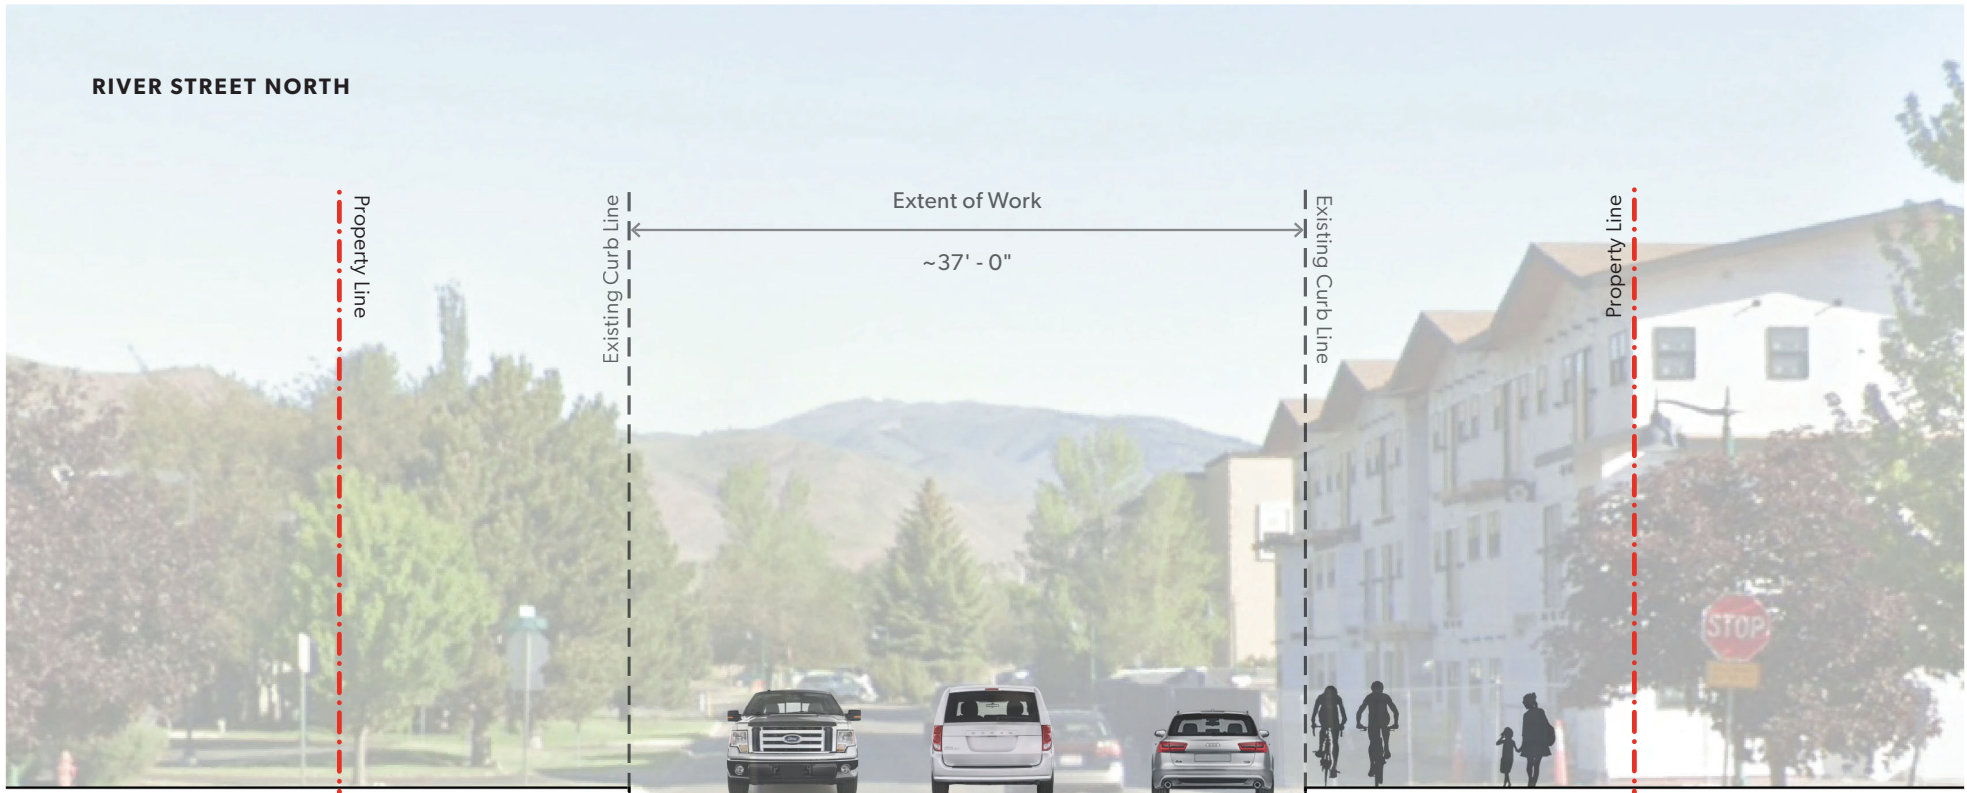 RIVER STREET NORTH
Property Line
Existing Curb Line
Extent of Work
~37' - 0"
Existing Curb Line
Property Line
STOP